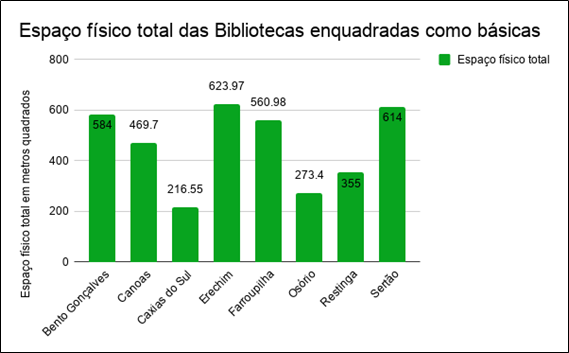 Espaço físico total das Bibliotecas enquadradas como básicas
Espaço físico total
Espaço físico total em metros quadrados
800
600
400
200
0
584
469.7
216.55
623.97
560.98
273.4
355
614
Bento Gonçalves
Canoas
Caxias do Sul
Erechim
Farroupilha
Osório
Restinga
Sertão